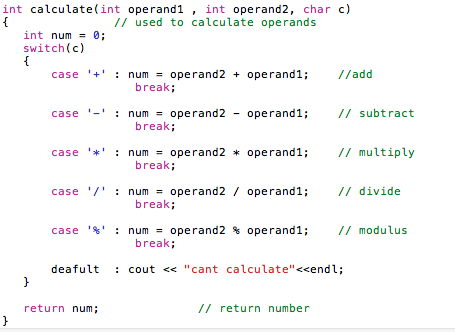 int calculate(int operand1 , int operand2, char c)
{ // used to calculate operands
int num = 0;
switch(c)
{
case '+' : num = operand2 + operand1; //add
break;
case '-' : num = operand2 - operand1; // subtract
break;
case '*' : num = operand2 * operand1; // multiply
break;
case '/' : num = operand2 / operand1; // divide
break;
case '%' : num = operand2 % operand1; // modulus
break;
deafult : cout << "cant calculate"<<endl;
}
return num; // return number
}